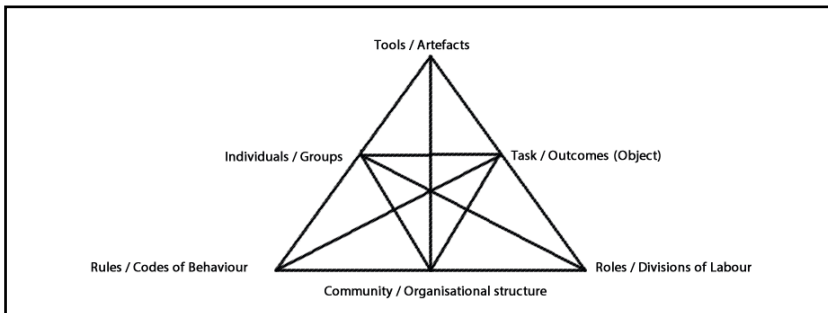 Tools / Artefacts
Individuals / Groups
Task / Outcomes (Object)
Rules / Codes of Behaviour
Roles / Divisions of Labour
Community / Organisational structure